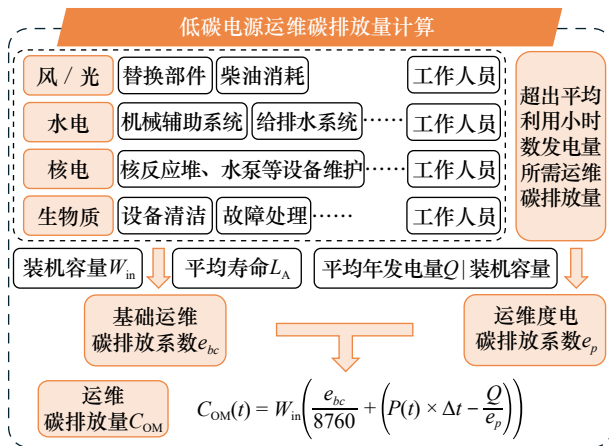 低碳电源运维碳排放量计算
风 / 光 替换部件 柴油消耗 工作人员
水电 机械辅助系统 给排水系统 …… 工作人员
核电 核反应堆、水泵等设备维护 …… 工作人员
生物质 设备清洁 故障处理 …… 工作人员
超出平均
利用小时
数发电量
所需运维
碳排放量
装机容量W_in 平均寿命L_A 平均年发电量Q|装机容量
基础运维
碳排放系数e_bc
运维度电
碳排放系数e_p
运维
碳排放量C_OM
C_OM(t) = W_in(e_bc/8760 + (P(t) × Δt − Q/e_p))